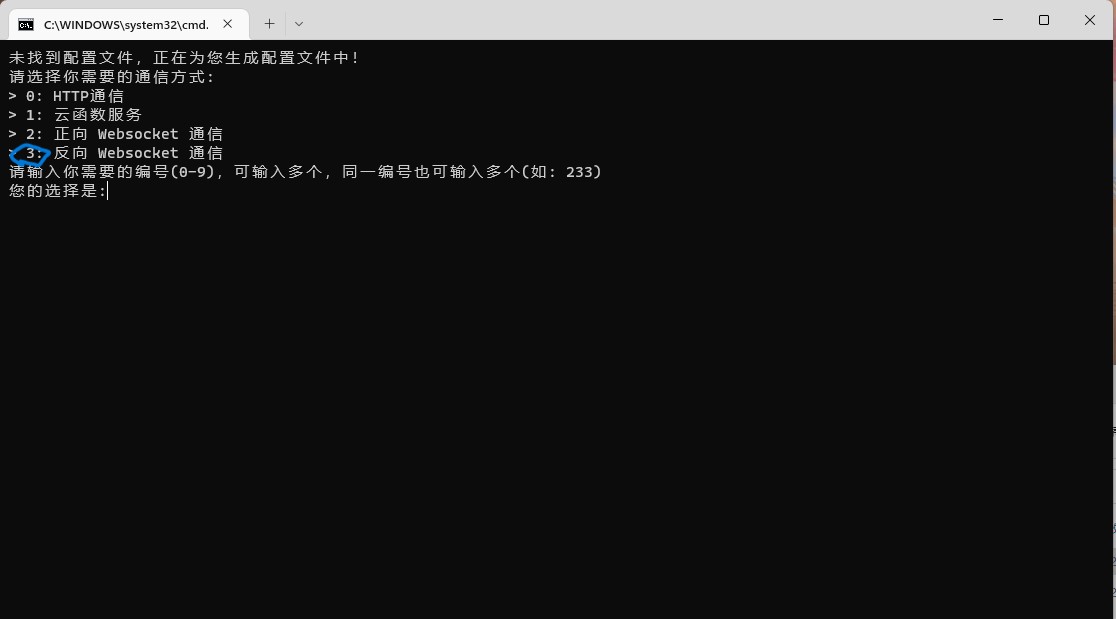 C:\WINDOWS\system32\cmd.
未找到配置文件，正在为您生成配置文件中！
请选择你需要的通信方式:
> 0: HTTP通信
> 1: 云函数服务
> 2: 正向 Websocket 通信
> 3: 反向 Websocket 通信
请输入你需要的编号(0-9)，可输入多个，同一编号也可输入多个(如: 233)
您的选择是: